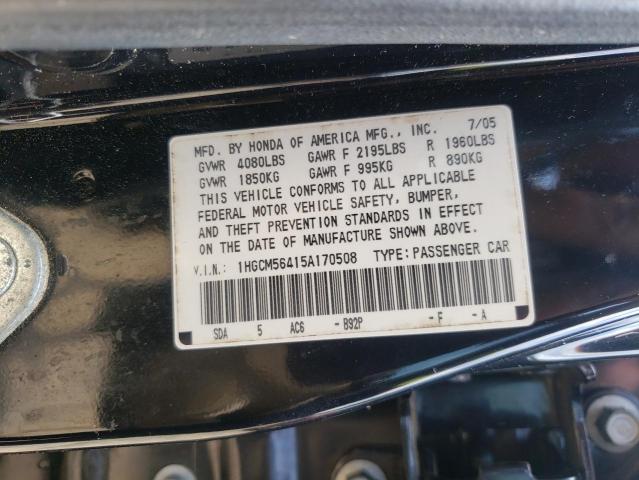 MFD. BY HONDA OF AMERICA MFG., INC. 7/05
GVWR 4080LBS GAWR F 2195LBS R 1960LBS
GVWR 1850KG GAWR F 995KG R 890KG
THIS VEHICLE CONFORMS TO ALL APPLICABLE
FEDERAL MOTOR VEHICLE SAFETY, BUMPER,
AND THEFT PREVENTION STANDARDS IN EFFECT
ON THE DATE OF MANUFACTURE SHOWN ABOVE.
V.I.N.: 1HGCM56415A170508 TYPE: PASSENGER CAR
SDA 5 AC6 -B92P -F -A